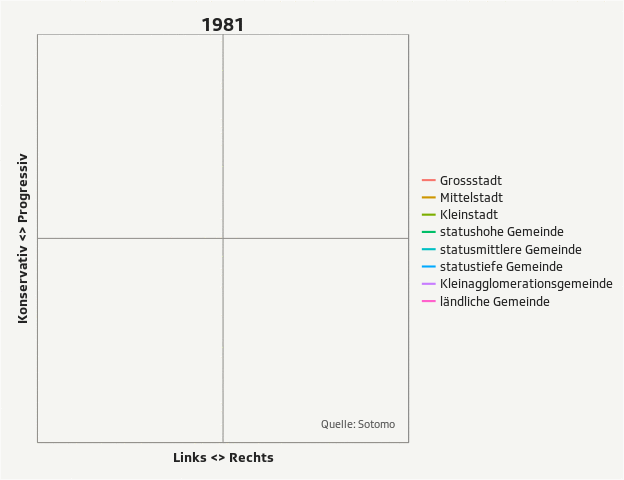 1981
Konservativ <> Progressiv
Grossstadt
Mittelstadt
Kleinstadt
statushohe Gemeinde
statusmittlere Gemeinde
statustiefe Gemeinde
Kleinagglomerationsgemeinde
ländliche Gemeinde
Quelle: Sotomo
Links <> Rechts